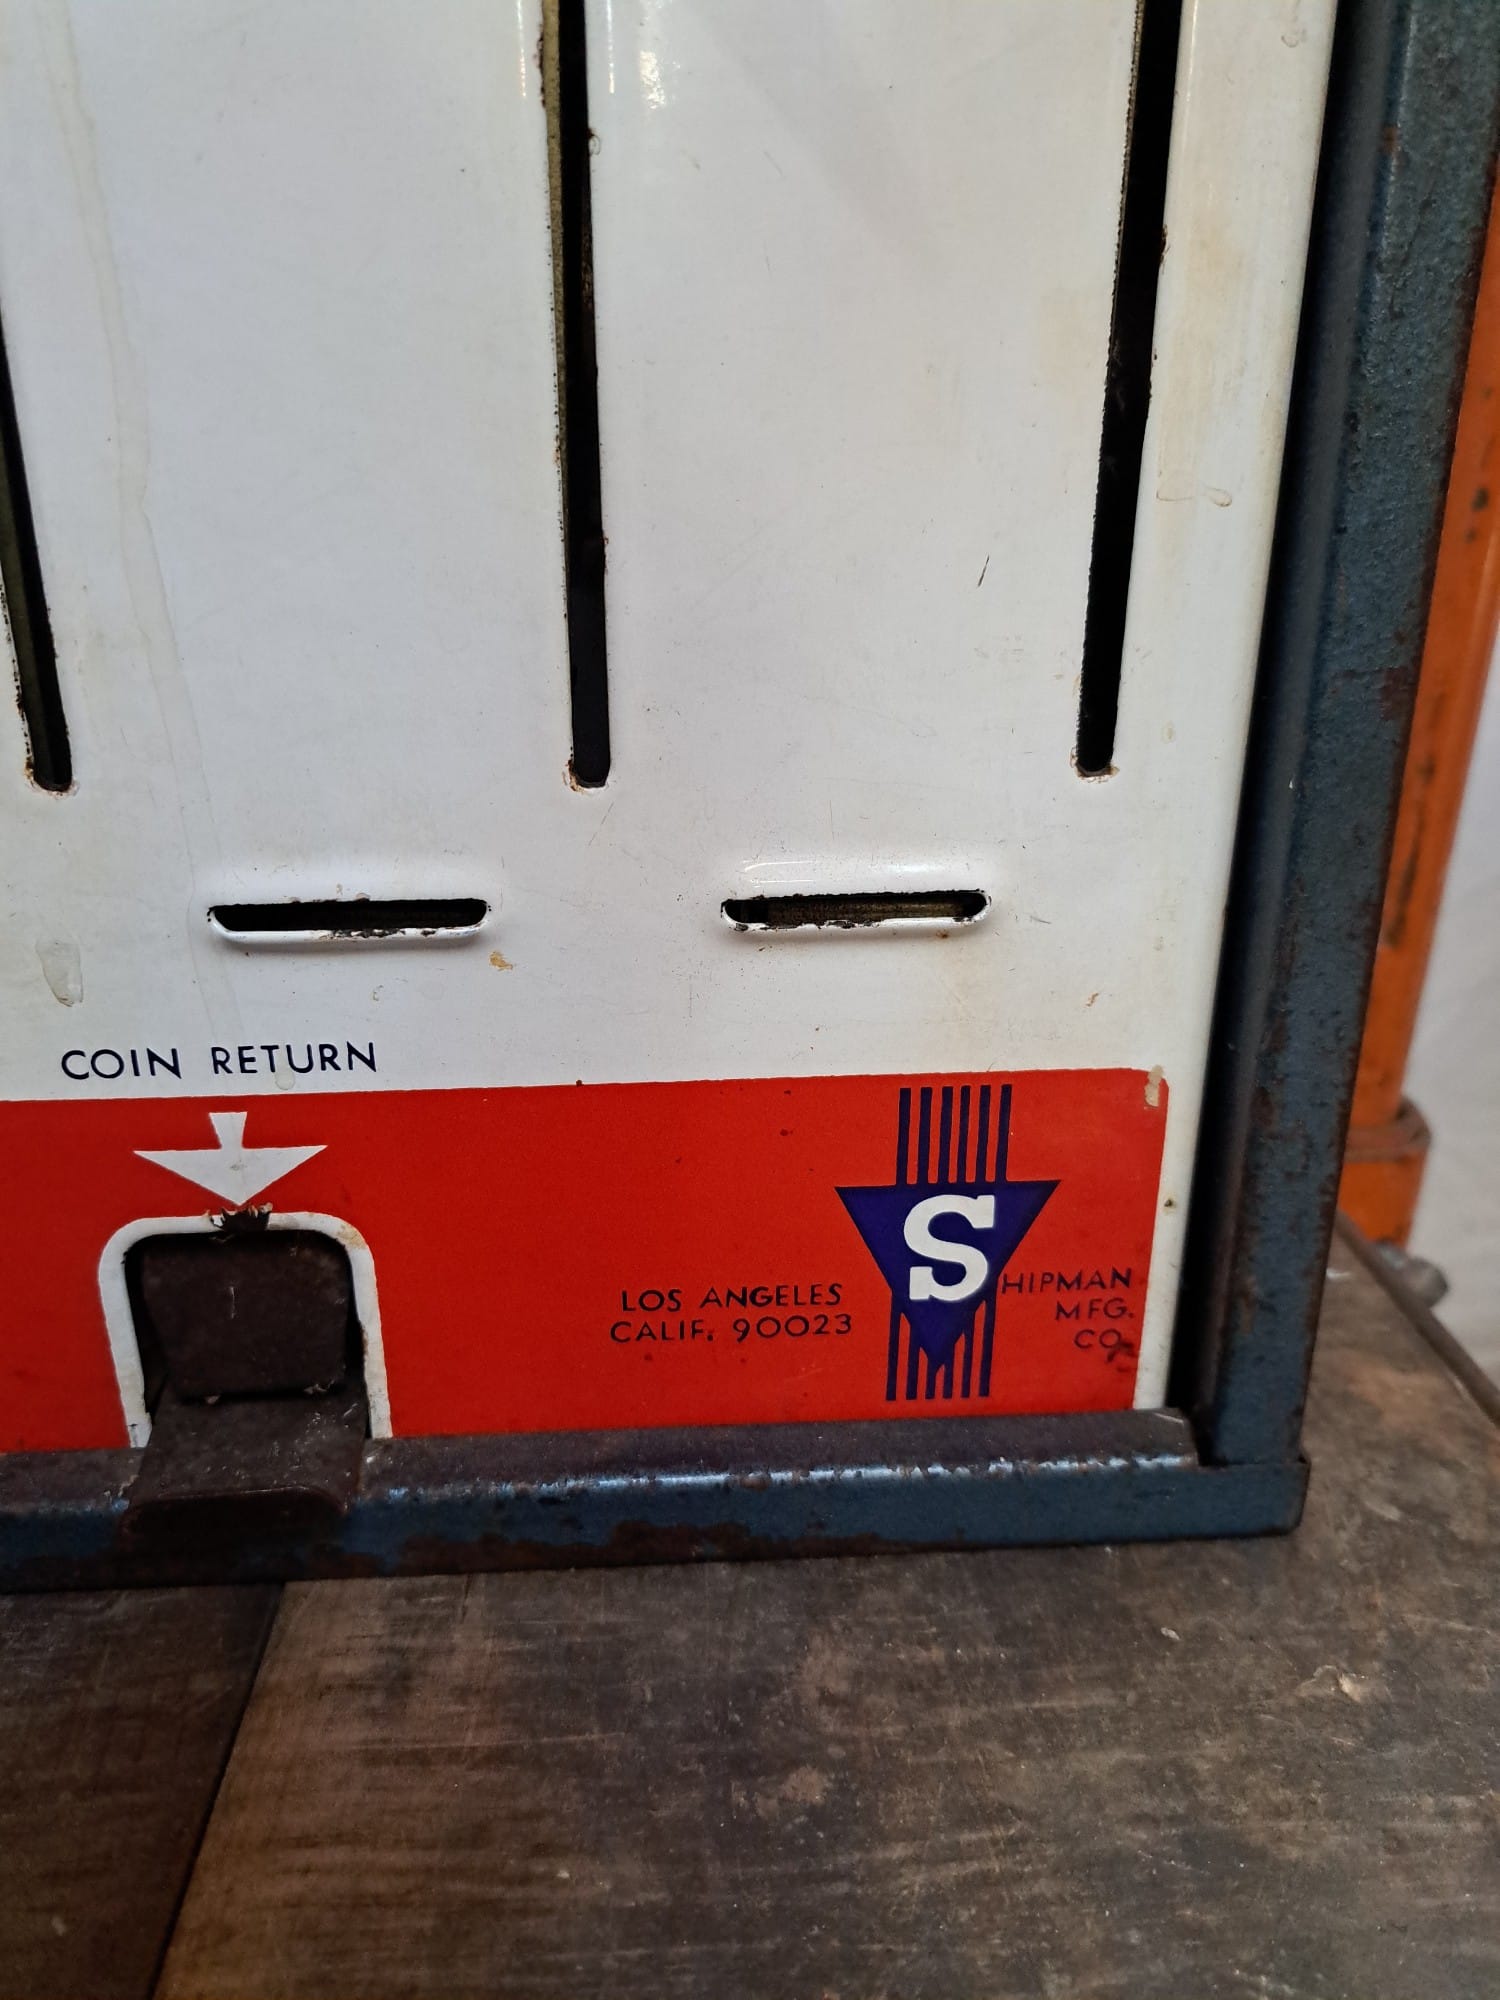 COIN RETURN
LOS ANGELES
CALIF. 90023
SHIPMAN
MFG.
CO.